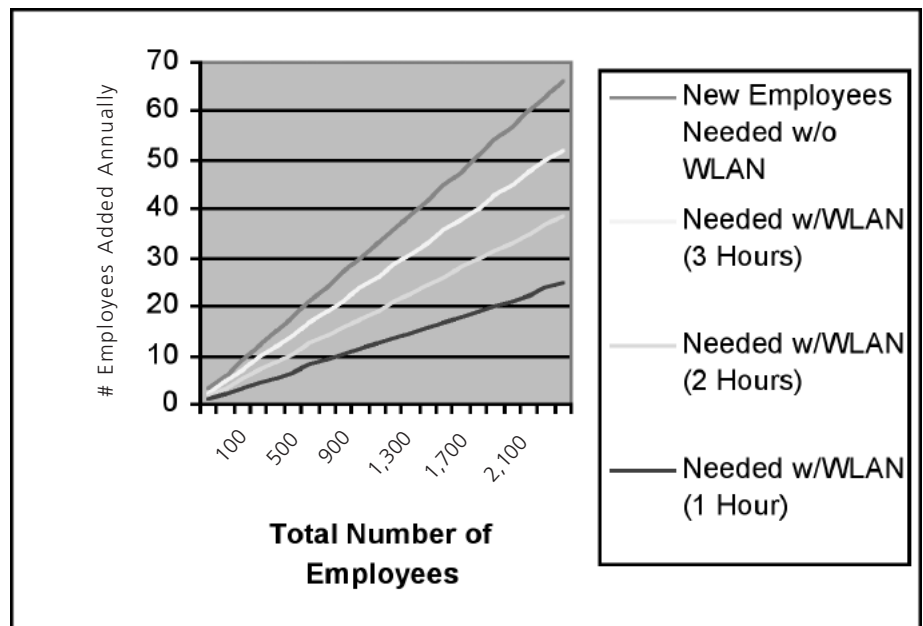 # Employees Added Annually
70
60
50
40
30
20
10
0
100
500
900
1,300
1,700
2,100
Total Number of
Employees
New Employees
Needed w/o
WLAN
Needed w/WLAN
(3 Hours)
Needed w/WLAN
(2 Hours)
Needed w/WLAN
(1 Hour)